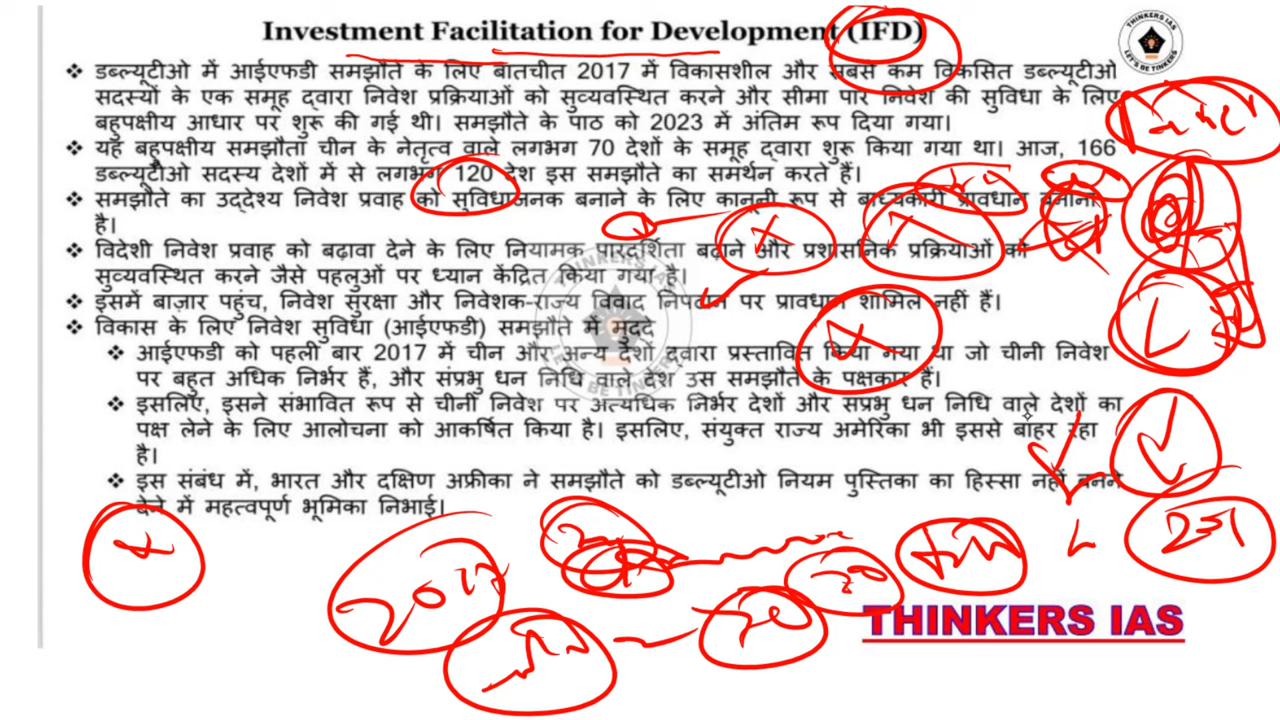 Investment Facilitation for Development (IFD)
THINKERS IAS
LET'S BE TINKERS
❖ डब्ल्यूटीओ में आईएफडी समझौते के लिए बातचीत 2017 में विकासशील और सबसे कम विकसित डब्ल्यूटीओ
सदस्यों के एक समूह द्वारा निवेश प्रक्रियाओं को सुव्यवस्थित करने और सीमा पार निवेश की सुविधा के लिए
बहुपक्षीय आधार पर शुरू की गई थी। समझौते के पाठ को 2023 में अंतिम रूप दिया गया।
❖ यह बहुपक्षीय समझौता चीन के नेतृत्व वाले लगभग 70 देशों के समूह द्वारा शुरू किया गया था। आज, 166
डब्ल्यूटीओ सदस्य देशों में से लगभग 120 देश इस समझौते का समर्थन करते हैं।
❖ समझौते का उद्देश्य निवेश प्रवाह को सुविधाजनक बनाने के लिए कानूनी रूप से बाध्यकारी प्रावधान बनाना
है।
❖ विदेशी निवेश प्रवाह को बढ़ावा देने के लिए नियामक पारदर्शिता बढ़ाने और प्रशासनिक प्रक्रियाओं को
सुव्यवस्थित करने जैसे पहलुओं पर ध्यान केंद्रित किया गया है।
❖ इसमें बाज़ार पहुंच, निवेश सुरक्षा और निवेशक-राज्य विवाद निपटान पर प्रावधान शामिल नहीं हैं।
❖ विकास के लिए निवेश सुविधा (आईएफडी) समझौते में मुद्दे
❖ आईएफडी को पहली बार 2017 में चीन और अन्य देशों द्वारा प्रस्तावित किया गया था जो चीनी निवेश
पर बहुत अधिक निर्भर हैं, और संप्रभु धन निधि वाले देश उस समझौते के पक्षकार हैं।
❖ इसलिए, इसने संभावित रूप से चीनी निवेश पर अत्यधिक निर्भर देशों और संप्रभु धन निधि वाले देशों का
पक्ष लेने के लिए आलोचना को आकर्षित किया है। इसलिए, संयुक्त राज्य अमेरिका भी इससे बाहर रहा
है।
❖ इस संबंध में, भारत और दक्षिण अफ्रीका ने समझौते को डब्ल्यूटीओ नियम पुस्तिका का हिस्सा नहीं बनने
देने में महत्वपूर्ण भूमिका निभाई।
2017
70
THINKERS IAS